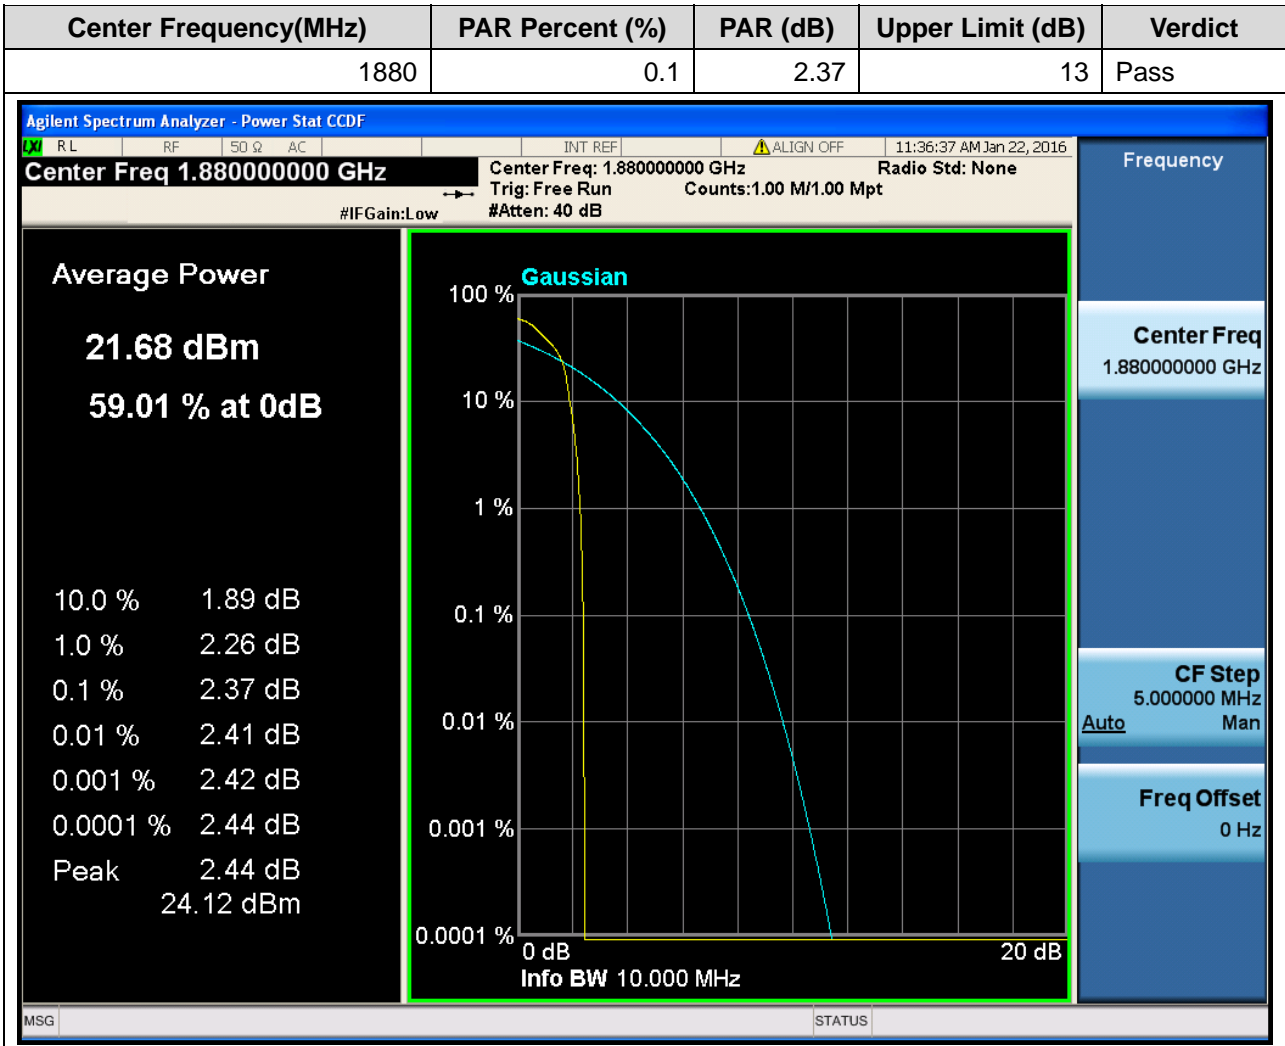 Center Frequency(MHz) PAR Percent (%) PAR (dB) Upper Limit (dB) Verdict
1880 0.1 2.37 13 Pass
Agilent Spectrum Analyzer - Power Stat CCDF
LXI RL RF 50 Ω AC INT REF ALIGN OFF 11:36:37 AM Jan 22, 2016
Center Freq 1.880000000 GHz
Center Freq: 1.880000000 GHz Radio Std: None
Trig: Free Run Counts:1.00 M/1.00 Mpt
#IFGain:Low #Atten: 40 dB
Average Power
21.68 dBm
59.01 % at 0dB
10.0 % 1.89 dB
1.0 % 2.26 dB
0.1 % 2.37 dB
0.01 % 2.41 dB
0.001 % 2.42 dB
0.0001 % 2.44 dB
Peak 2.44 dB
24.12 dBm
Gaussian
100 %
10 %
1 %
0.1 %
0.01 %
0.001 %
0.0001 %
0 dB 20 dB
Info BW 10.000 MHz
Frequency
Center Freq
1.880000000 GHz
CF Step
5.000000 MHz
Auto Man
Freq Offset
0 Hz
MSG STATUS